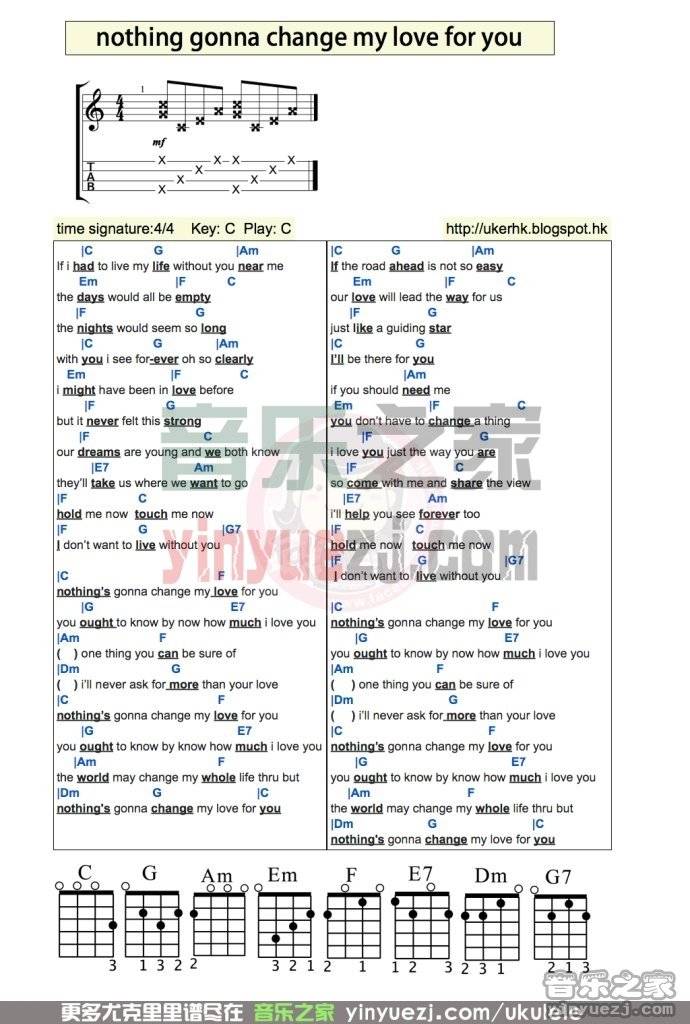 nothing gonna change my love for you
1
4
4
mf
T
A
B
X X X X X X
X X
X X
time signature:4/4 Key: C Play: C
http://ukerhk.blogspot.hk
|C G |Am
If i had to live my life without you near me
Em |F C
the days would all be empty
|F G
the nights would seem so long
|C G |Am
with you i see for-ever oh so clearly
Em |F C
i might have been in love before
|F G
but it never felt this strong
|F C
our dreams are young and we both know
|E7 Am
they'll take us where we want to go
|F C
hold me now touch me now
|F G |G7
I don't want to live without you
|C F
nothing's gonna change my love for you
|G E7
you ought to know by now how much i love you
|Am F
( ) one thing you can be sure of
|Dm G
( ) i'll never ask for more than your love
|C F
nothing's gonna change my love for you
|G E7
you ought to know by know how much i love you
|Am F
the world may change my whole life thru but
|Dm G |C
nothing's gonna change my love for you
|C G |Am
If the road ahead is not so easy
Em |F C
our love will lead the way for us
|F G
just like a guiding star
|C G
I'll be there for you
|Am
if you should need me
Em |F C
you don't have to change a thing
|F G
i love you just the way you are
|F C
so come with me and share the view
|E7 Am
i'll help you see forever too
|F C
hold me now touch me now
|F G |G7
I don't want to live without you
|C F
nothing's gonna change my love for you
|G E7
you ought to know by now how much i love you
|Am F
( ) one thing you can be sure of
|Dm G
( ) i'll never ask for more than your love
|C F
nothing's gonna change my love for you
|G E7
you ought to know by know how much i love you
|Am F
the world may change my whole life thru but
|Dm G |C
nothing's gonna change my love for you
音乐之家
yinyuezj.com
C G Am Em F E7 Dm G7
3 1 3 2 2 3 2 1 2 1 1 2 3 2 3 1 2 1 3
音乐之家
yinyuezj.com
更多尤克里里谱尽在 音乐之家 yinyuezj.com/ukulele